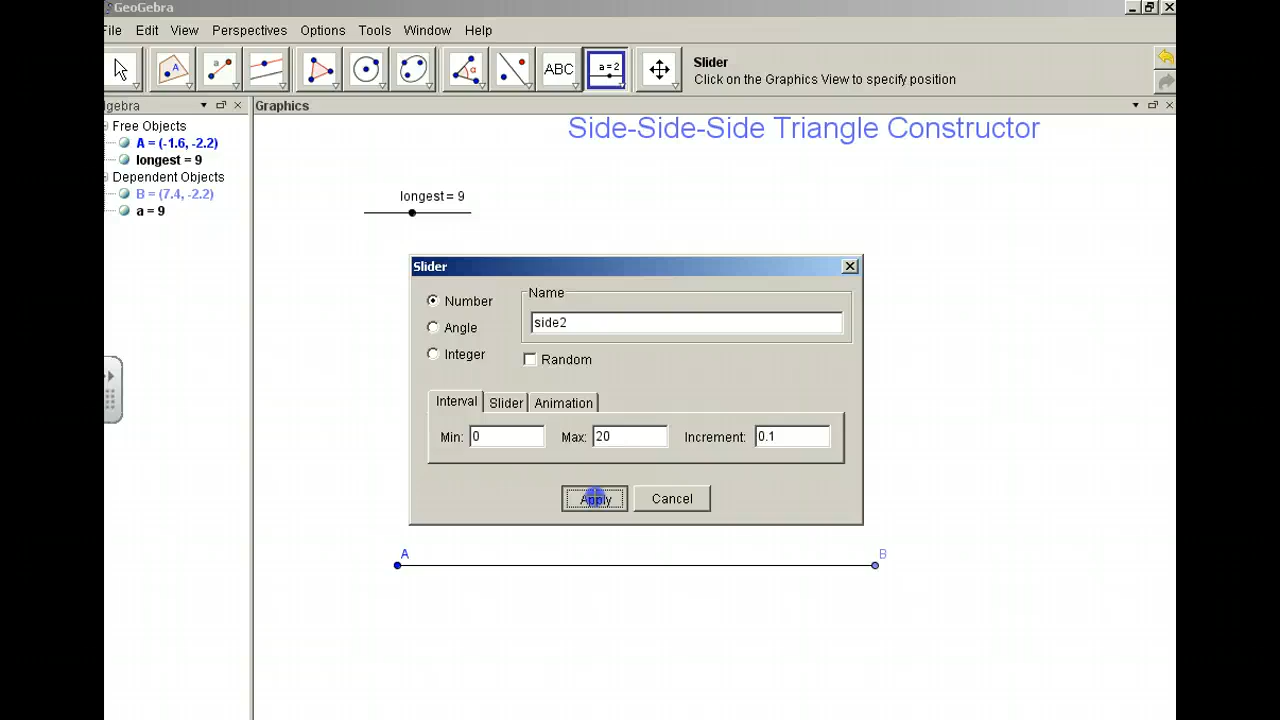 GeoGebra
File Edit View Perspectives Options Tools Window Help
A
a
α
ABC
a = 2
Slider
Click on the Graphics View to specify position
lgebra
Graphics
Free Objects
A = (-1.6, -2.2)
longest = 9
Dependent Objects
B = (7.4, -2.2)
a = 9
Side-Side-Side Triangle Constructor
longest = 9
Slider
Number
Angle
Integer
Name
side2
Random
Interval Slider Animation
Min: 0 Max: 20 Increment: 0.1
Apply Cancel
A
B